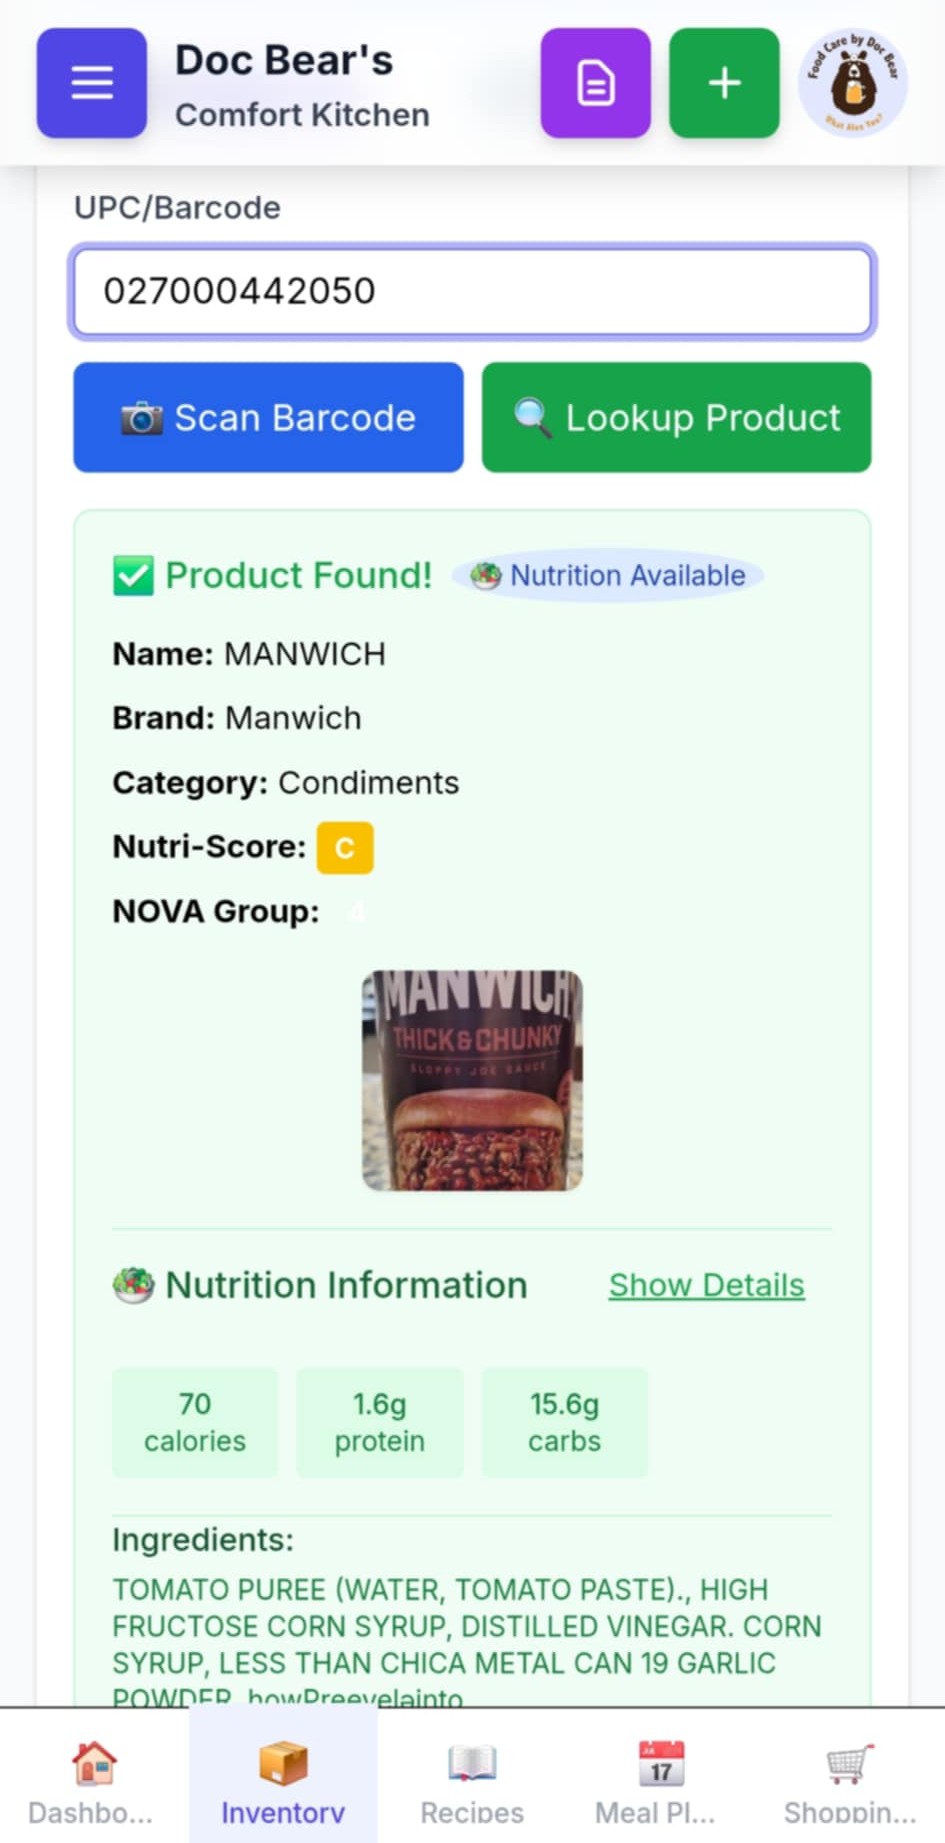 Doc Bear's
Comfort Kitchen
Food Care by Doc Bear
What Ales You?
UPC/Barcode
027000442050
Scan Barcode
Lookup Product
Product Found!
Nutrition Available
Name: MANWICH
Brand: Manwich
Category: Condiments
Nutri-Score: C
NOVA Group: 4
MANWICH
THICK & CHUNKY
SLOPPY JOE SAUCE
Nutrition Information
Show Details
70
calories
1.6g
protein
15.6g
carbs
Ingredients:
TOMATO PUREE (WATER, TOMATO PASTE)., HIGH
FRUCTOSE CORN SYRUP, DISTILLED VINEGAR. CORN
SYRUP, LESS THAN CHICA METAL CAN 19 GARLIC
POWDER, howPreevelainto
Dashbo...
Inventory
Recipes
JUL
17
Meal Pl...
Shoppin...